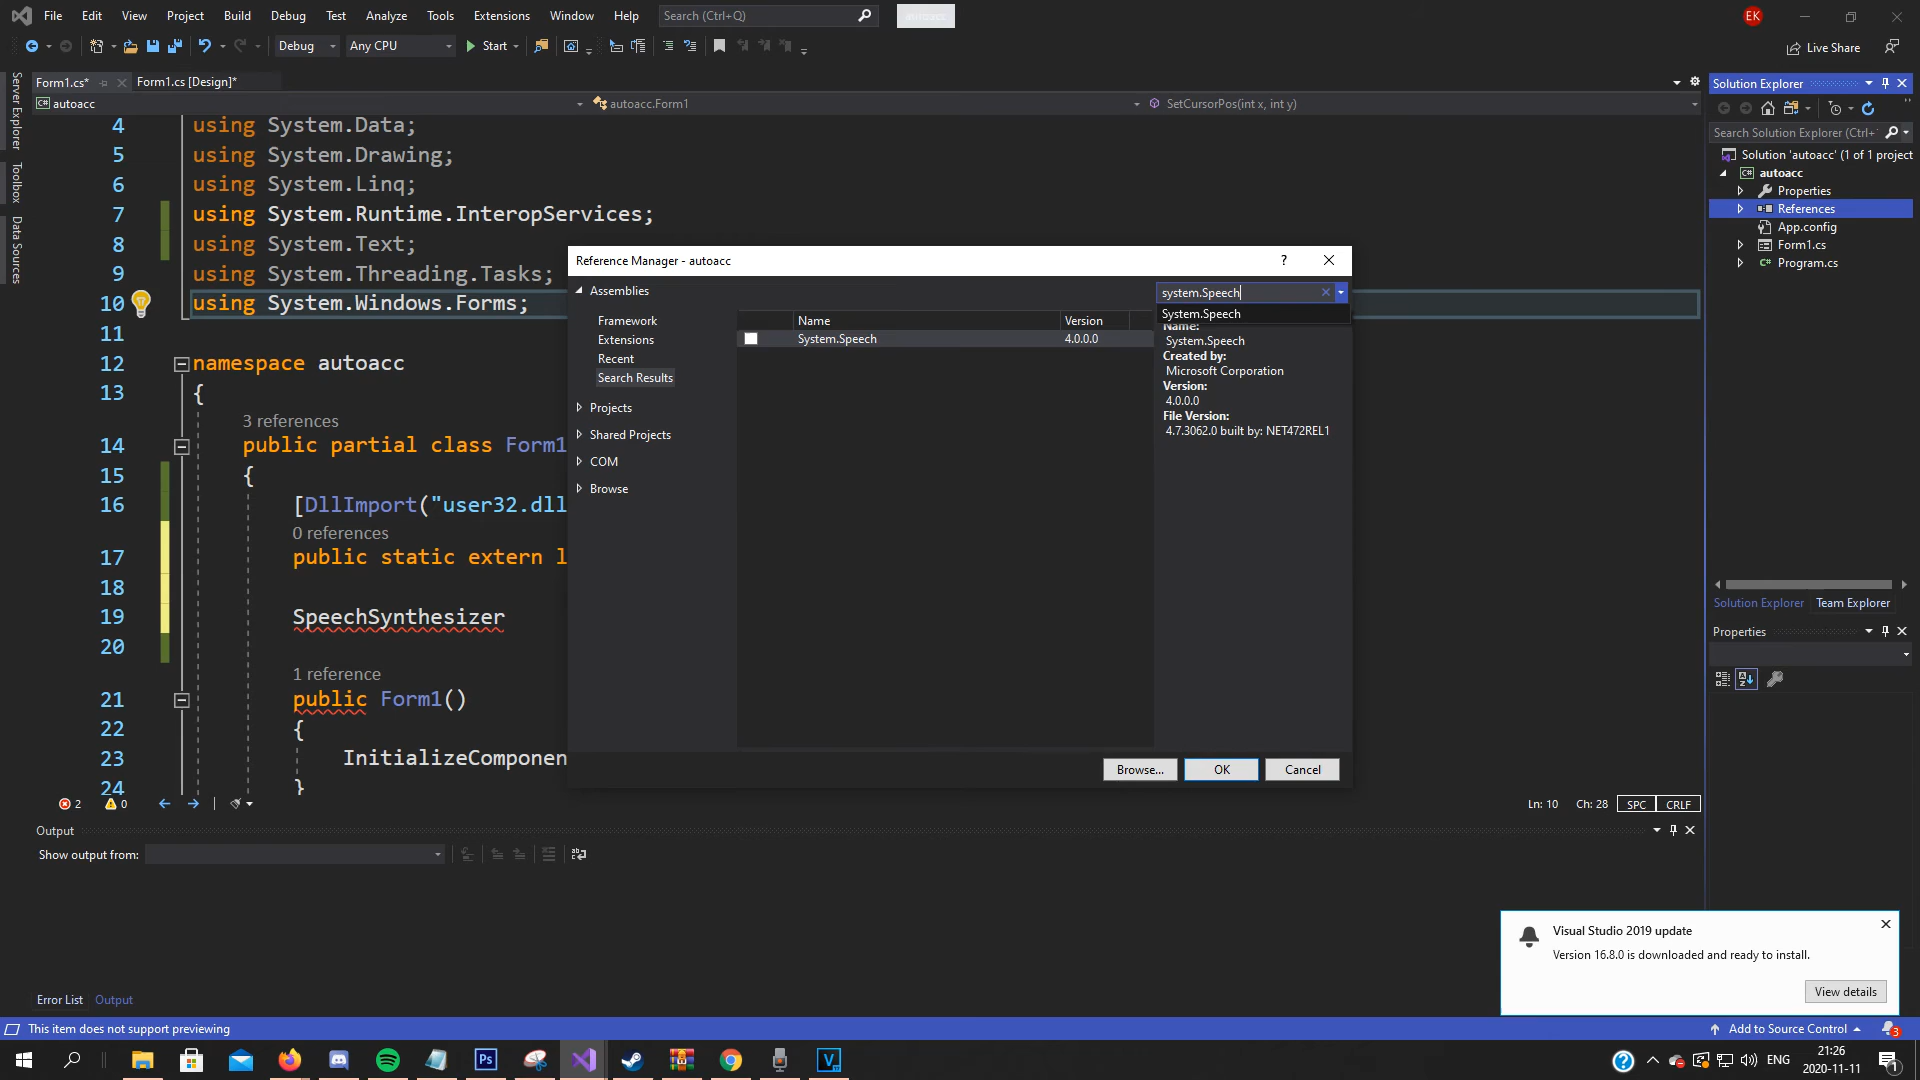 File Edit View Project Build Debug Test Analyze Tools Extensions Window Help Search (Ctrl+Q)
EK
Debug Any CPU Start Live Share
Form1.cs* Form1.cs [Design]*
autoacc autoacc.Form1 SetCursorPos(int x, int y)
Server Explorer
Toolbox
Data Sources
4 using System.Data;
5 using System.Drawing;
6 using System.Linq;
7 using System.Runtime.InteropServices;
8 using System.Text;
9 using System.Threading.Tasks;
10 using System.Windows.Forms;
11
12 namespace autoacc
13 {
3 references
14 public partial class Form1
15 {
16 [DllImport("user32.dll
0 references
17 public static extern l
18
19 SpeechSynthesizer
20
1 reference
21 public Form1()
22 {
23 InitializeComponen
24 }
2 0 Ln: 10 Ch: 28 SPC CRLF
Reference Manager - autoacc ?
Assemblies
Framework
Extensions
Recent
Search Results
Projects
Shared Projects
COM
Browse
Name Version
System.Speech 4.0.0.0
system.Speech
System.Speech
Name:
System.Speech
Created by:
Microsoft Corporation
Version:
4.0.0.0
File Version:
4.7.3062.0 built by: NET472REL1
Browse... OK Cancel
Solution Explorer
Search Solution Explorer (Ctrl+
Solution 'autoacc' (1 of 1 project
autoacc
Properties
References
App.config
Form1.cs
Program.cs
Solution Explorer Team Explorer
Properties
Output
Show output from:
Error List Output
Visual Studio 2019 update
Version 16.8.0 is downloaded and ready to install.
View details
This item does not support previewing Add to Source Control 3
Ps V ? ENG 21:26
2020-11-11 1